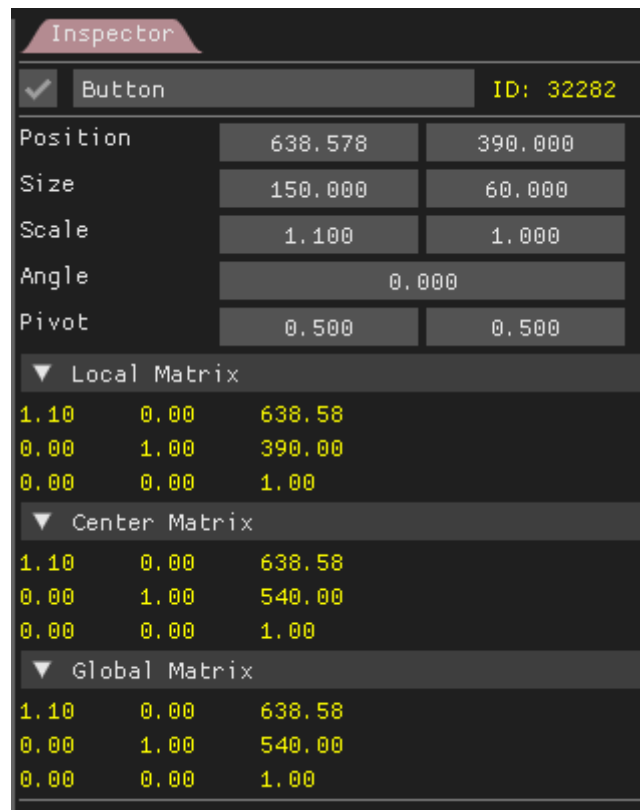 Inspector
Button ID: 32282
Position 638.578 390.000
Size 150.000 60.000
Scale 1.100 1.000
Angle 0.000
Pivot 0.500 0.500
Local Matrix
1.10 0.00 638.58
0.00 1.00 390.00
0.00 0.00 1.00
Center Matrix
1.10 0.00 638.58
0.00 1.00 540.00
0.00 0.00 1.00
Global Matrix
1.10 0.00 638.58
0.00 1.00 540.00
0.00 0.00 1.00